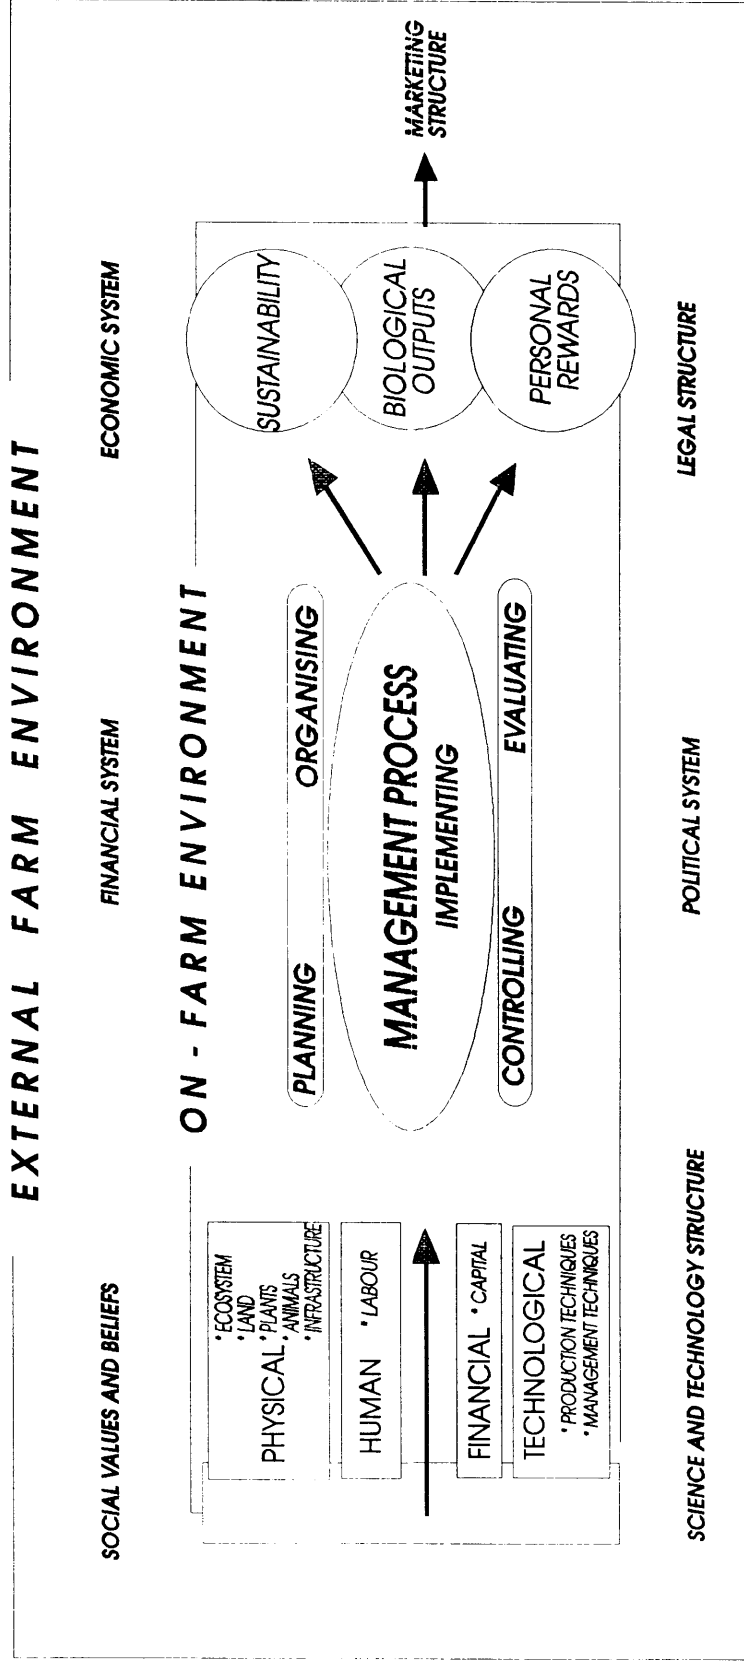 EXTERNAL FARM ENVIRONMENT
SOCIAL VALUES AND BELIEFS
FINANCIAL SYSTEM
ECONOMIC SYSTEM
ON - FARM ENVIRONMENT
PHYSICAL
* ECOSYSTEM
* LAND
* PLANTS
* ANIMALS
* INFRASTRUCTURE
HUMAN * LABOUR
FINANCIAL * CAPITAL
TECHNOLOGICAL
* PRODUCTION TECHNIQUES
* MANAGEMENT TECHNIQUES
PLANNING
ORGANISING
MANAGEMENT PROCESS
IMPLEMENTING
CONTROLLING
EVALUATING
SUSTAINABILITY
BIOLOGICAL
OUTPUTS
PERSONAL
REWARDS
MARKETING
STRUCTURE
SCIENCE AND TECHNOLOGY STRUCTURE
POLITICAL SYSTEM
LEGAL STRUCTURE